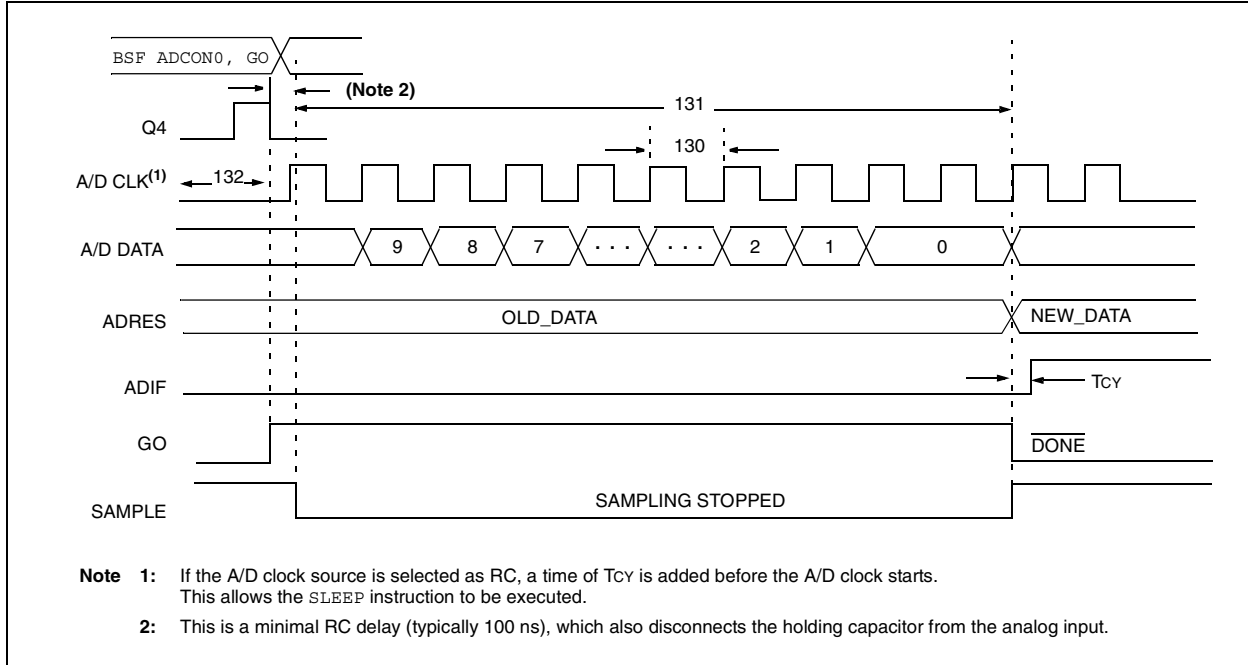 BSF ADCON0, GO
(Note 2)
131
Q4
130
A/D CLK(1)
132
A/D DATA
9 8 7 . . . . . . 2 1 0
ADRES
OLD_DATA
NEW_DATA
ADIF
TCY
GO
DONE
SAMPLE
SAMPLING STOPPED
Note 1: If the A/D clock source is selected as RC, a time of TCY is added before the A/D clock starts.
This allows the SLEEP instruction to be executed.
2: This is a minimal RC delay (typically 100 ns), which also disconnects the holding capacitor from the analog input.